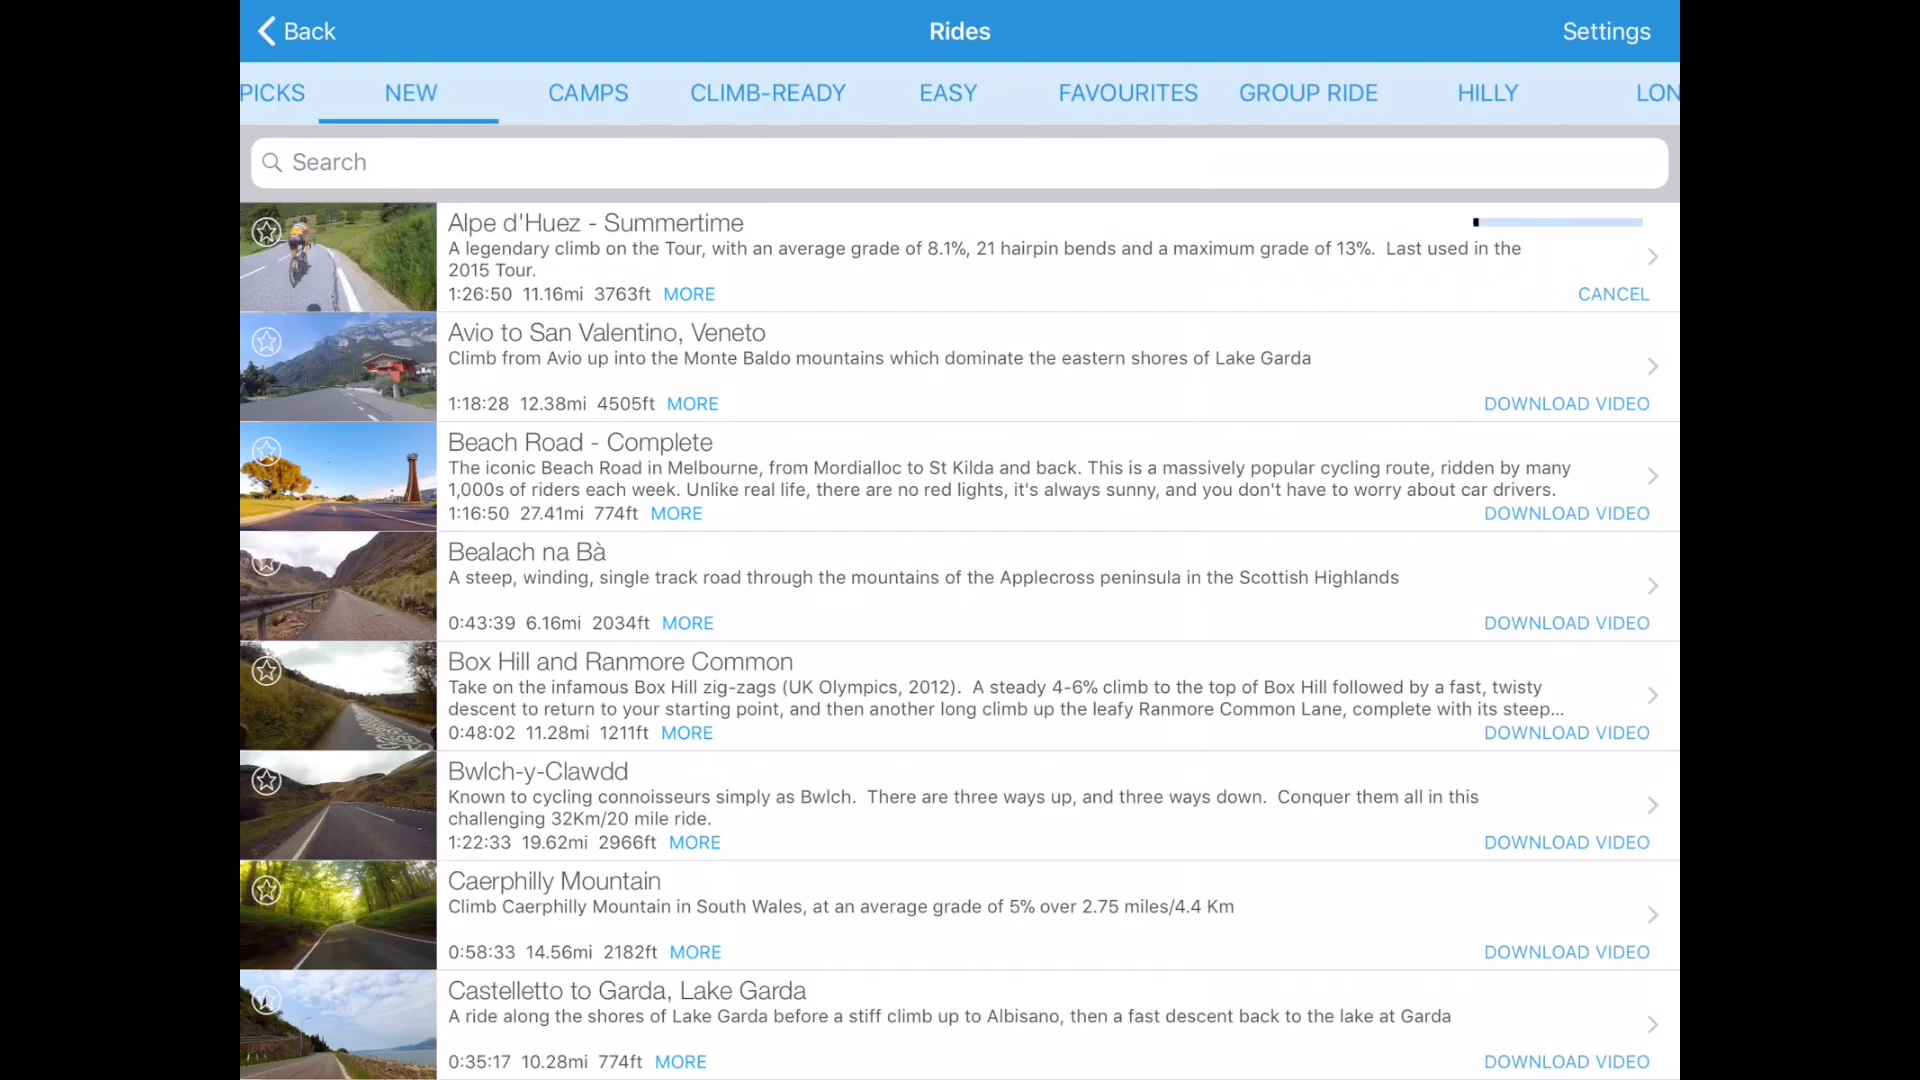 Back
Rides
Settings
PICKS
NEW
CAMPS
CLIMB-READY
EASY
FAVOURITES
GROUP RIDE
HILLY
LON
Search
Alpe d'Huez - Summertime
A legendary climb on the Tour, with an average grade of 8.1%, 21 hairpin bends and a maximum grade of 13%.  Last used in the
2015 Tour.
1:26:50  11.16mi  3763ft  MORE
CANCEL
Avio to San Valentino, Veneto
Climb from Avio up into the Monte Baldo mountains which dominate the eastern shores of Lake Garda
1:18:28  12.38mi  4505ft  MORE
DOWNLOAD VIDEO
Beach Road - Complete
The iconic Beach Road in Melbourne, from Mordialloc to St Kilda and back. This is a massively popular cycling route, ridden by many
1,000s of riders each week. Unlike real life, there are no red lights, it's always sunny, and you don't have to worry about car drivers.
1:16:50  27.41mi  774ft  MORE
DOWNLOAD VIDEO
Bealach na Bà
A steep, winding, single track road through the mountains of the Applecross peninsula in the Scottish Highlands
0:43:39  6.16mi  2034ft  MORE
DOWNLOAD VIDEO
Box Hill and Ranmore Common
Take on the infamous Box Hill zig-zags (UK Olympics, 2012).  A steady 4-6% climb to the top of Box Hill followed by a fast, twisty
descent to return to your starting point, and then another long climb up the leafy Ranmore Common Lane, complete with its steep...
0:48:02  11.28mi  1211ft  MORE
DOWNLOAD VIDEO
Bwlch-y-Clawdd
Known to cycling connoisseurs simply as Bwlch.  There are three ways up, and three ways down.  Conquer them all in this
challenging 32Km/20 mile ride.
1:22:33  19.62mi  2966ft  MORE
DOWNLOAD VIDEO
Caerphilly Mountain
Climb Caerphilly Mountain in South Wales, at an average grade of 5% over 2.75 miles/4.4 Km
0:58:33  14.56mi  2182ft  MORE
DOWNLOAD VIDEO
Castelletto to Garda, Lake Garda
A ride along the shores of Lake Garda before a stiff climb up to Albisano, then a fast descent back to the lake at Garda
0:35:17  10.28mi  774ft  MORE
DOWNLOAD VIDEO